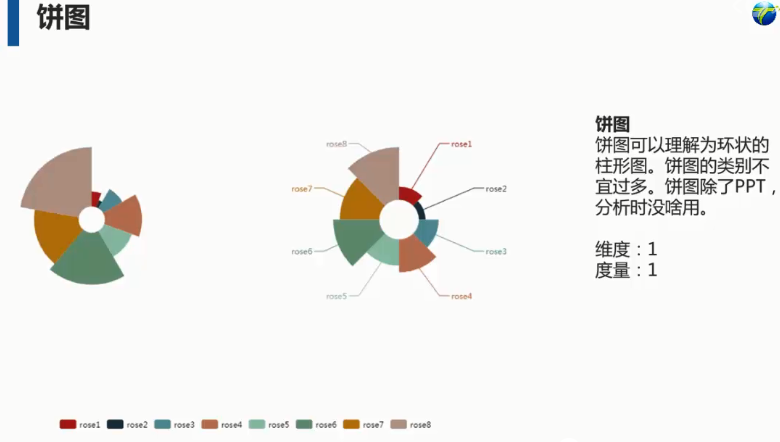 饼图
饼图
饼图可以理解为环状的
柱形图。饼图的类别不
宜过多。饼图除了PPT，
分析时没啥用。
维度：1
度量：1
rose8
rose1
rose7
rose2
rose6
rose3
rose5
rose4
rose1 rose2 rose3 rose4 rose5 rose6 rose7 rose8